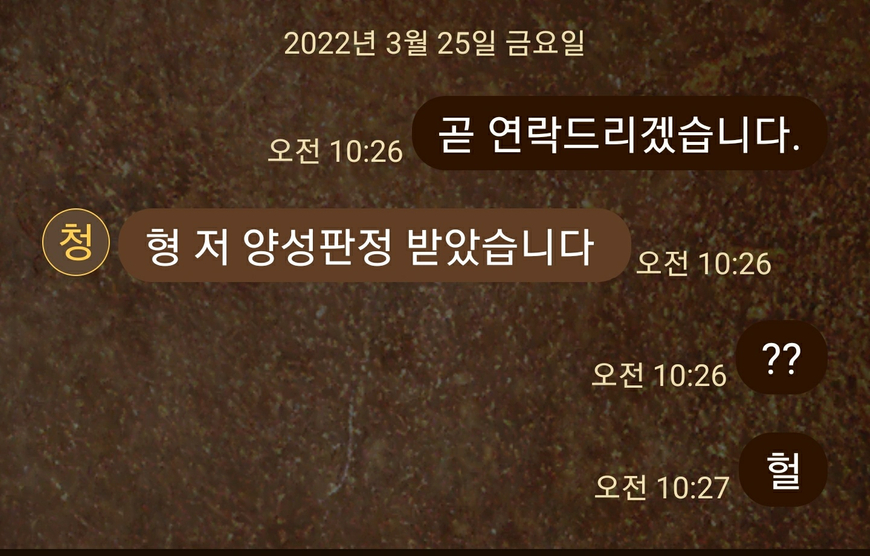 2022년 3월 25일 금요일
오전 10:26 곧 연락드리겠습니다.
청 형 저 양성판정 받았습니다 오전 10:26
오전 10:26 ??
오전 10:27 헐